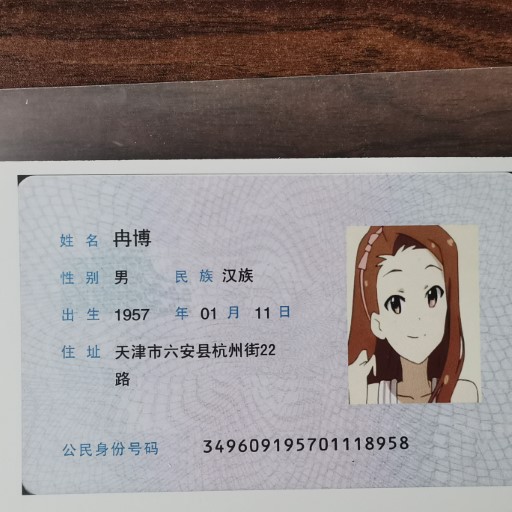 姓名 冉博
性别 男 民族 汉族
出生 1957 年 01 月 11 日
住址 天津市六安县杭州街22
路
公民身份号码 349609195701118958